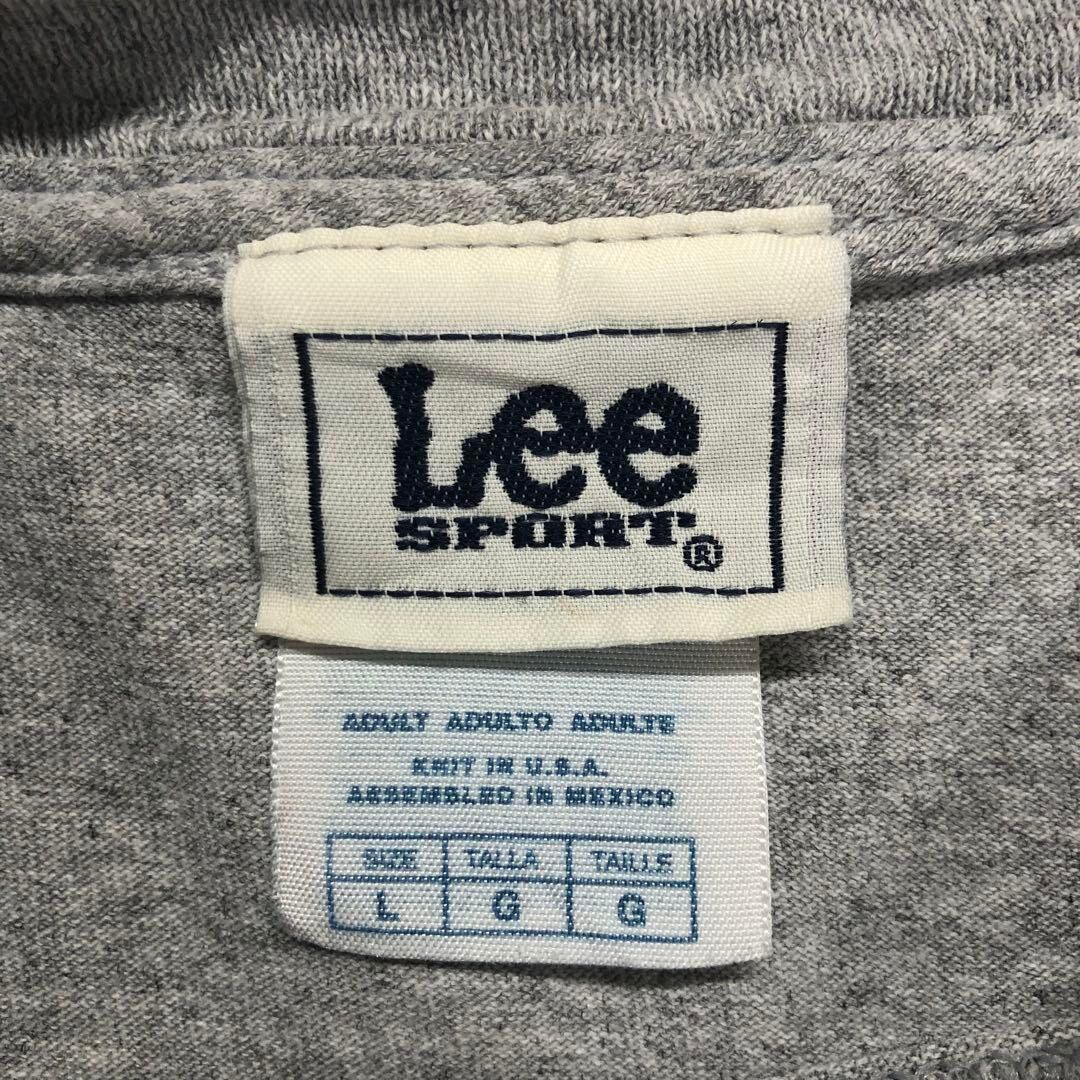 Lee
SPORT®
ADULT ADULTO ADULTE
KNIT IN U.S.A.
ASSEMBLED IN MEXICO
SIZE TALLA TAILLE
L G G